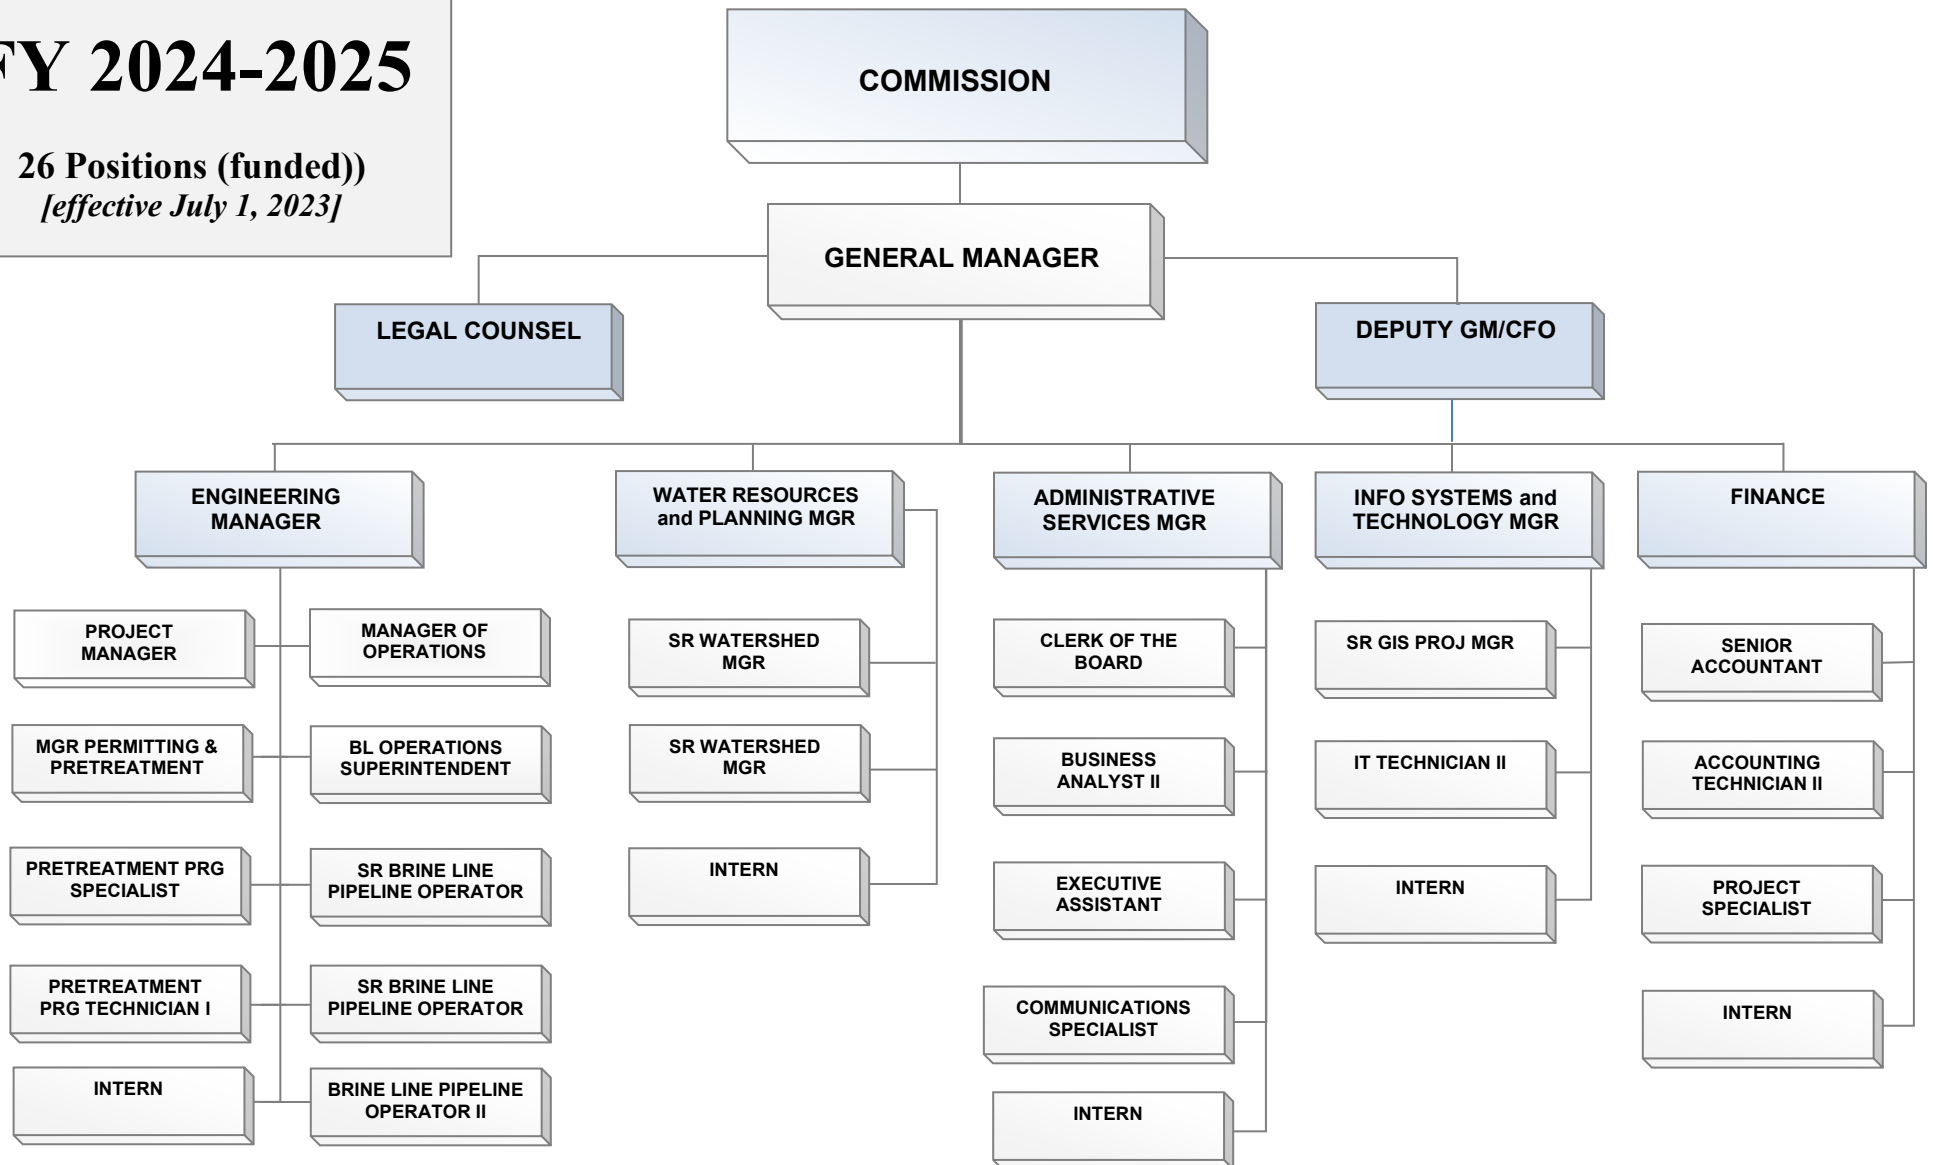 FY 2024-2025
26 Positions (funded))
[effective July 1, 2023]
COMMISSION
GENERAL MANAGER
LEGAL COUNSEL
DEPUTY GM/CFO
ENGINEERING
MANAGER
WATER RESOURCES
and PLANNING MGR
ADMINISTRATIVE
SERVICES MGR
INFO SYSTEMS and
TECHNOLOGY MGR
FINANCE
PROJECT
MANAGER
MANAGER OF
OPERATIONS
MGR PERMITTING &
PRETREATMENT
BL OPERATIONS
SUPERINTENDENT
PRETREATMENT PRG
SPECIALIST
SR BRINE LINE
PIPELINE OPERATOR
PRETREATMENT
PRG TECHNICIAN I
SR BRINE LINE
PIPELINE OPERATOR
INTERN
BRINE LINE PIPELINE
OPERATOR II
SR WATERSHED
MGR
SR WATERSHED
MGR
INTERN
CLERK OF THE
BOARD
BUSINESS
ANALYST II
EXECUTIVE
ASSISTANT
COMMUNICATIONS
SPECIALIST
INTERN
SR GIS PROJ MGR
IT TECHNICIAN II
INTERN
SENIOR
ACCOUNTANT
ACCOUNTING
TECHNICIAN II
PROJECT
SPECIALIST
INTERN